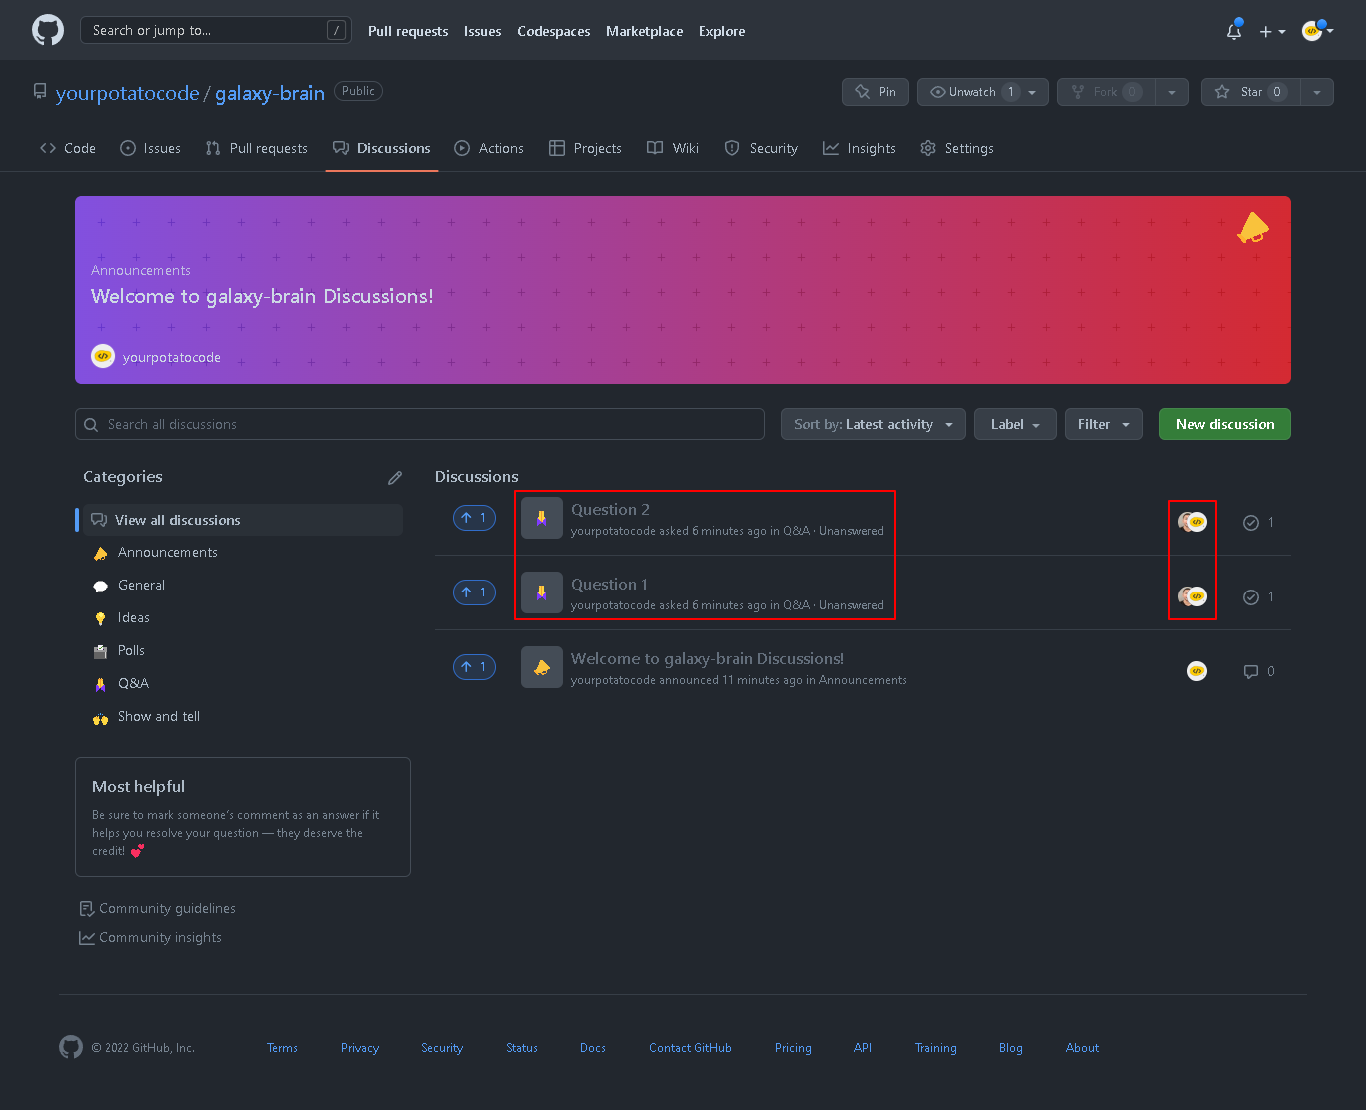 Search or jump to... /
Pull requests Issues Codespaces Marketplace Explore
yourpotatocode / galaxy-brain Public
Pin Unwatch 1 Fork 0 Star 0
Code Issues Pull requests Discussions Actions Projects Wiki Security Insights Settings
Announcements
Welcome to galaxy-brain Discussions!
yourpotatocode
Search all discussions
Sort by: Latest activity Label Filter New discussion
Categories
View all discussions
Announcements
General
Ideas
Polls
Q&A
Show and tell
Most helpful
Be sure to mark someone’s comment as an answer if it
helps you resolve your question — they deserve the
credit! 💕
Community guidelines
Community insights
Discussions
1 Question 2 1
yourpotatocode asked 6 minutes ago in Q&A · Unanswered
1 Question 1 1
yourpotatocode asked 6 minutes ago in Q&A · Unanswered
1 Welcome to galaxy-brain Discussions! 0
yourpotatocode announced 11 minutes ago in Announcements
© 2022 GitHub, Inc. Terms Privacy Security Status Docs Contact GitHub Pricing API Training Blog About